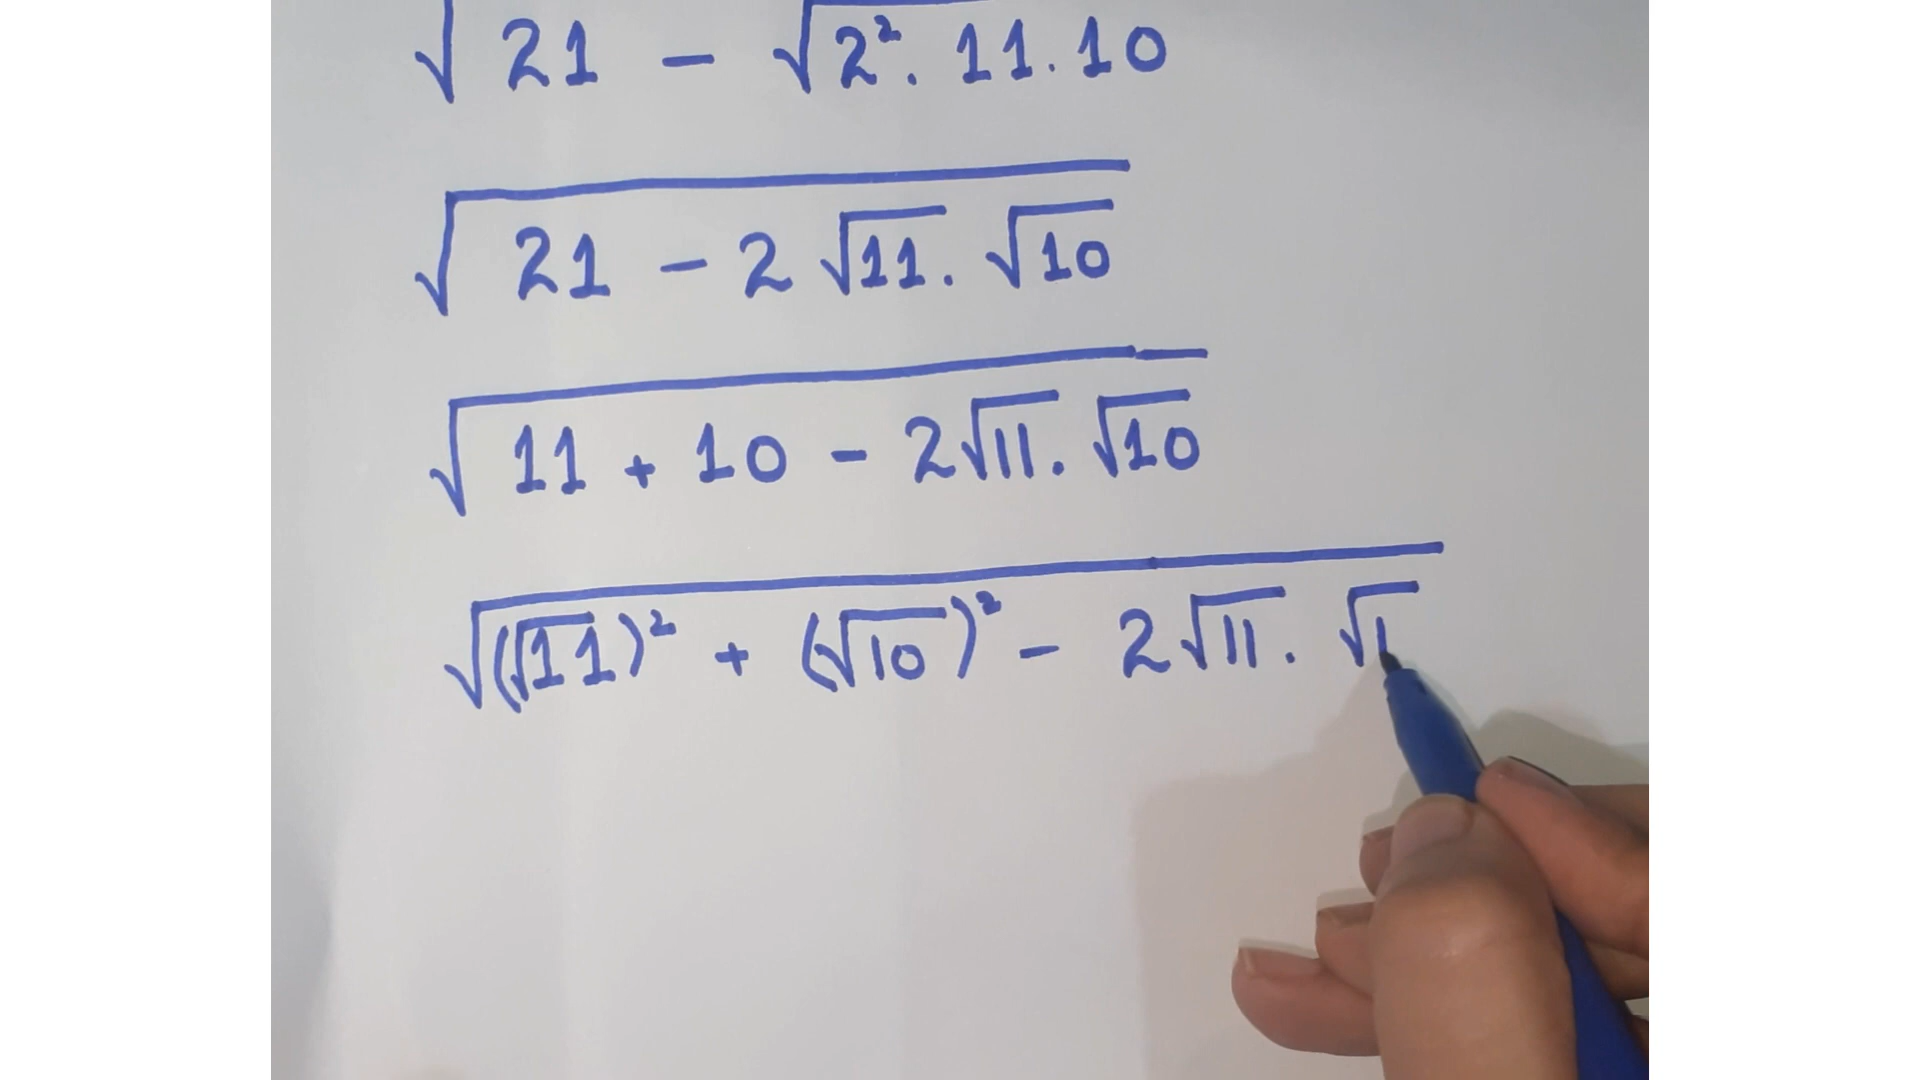 √21 - √2². 11. 10
√21 - 2√11. √10
√11 + 10 - 2√11. √10
√(√11)² + (√10)² - 2√11. √1